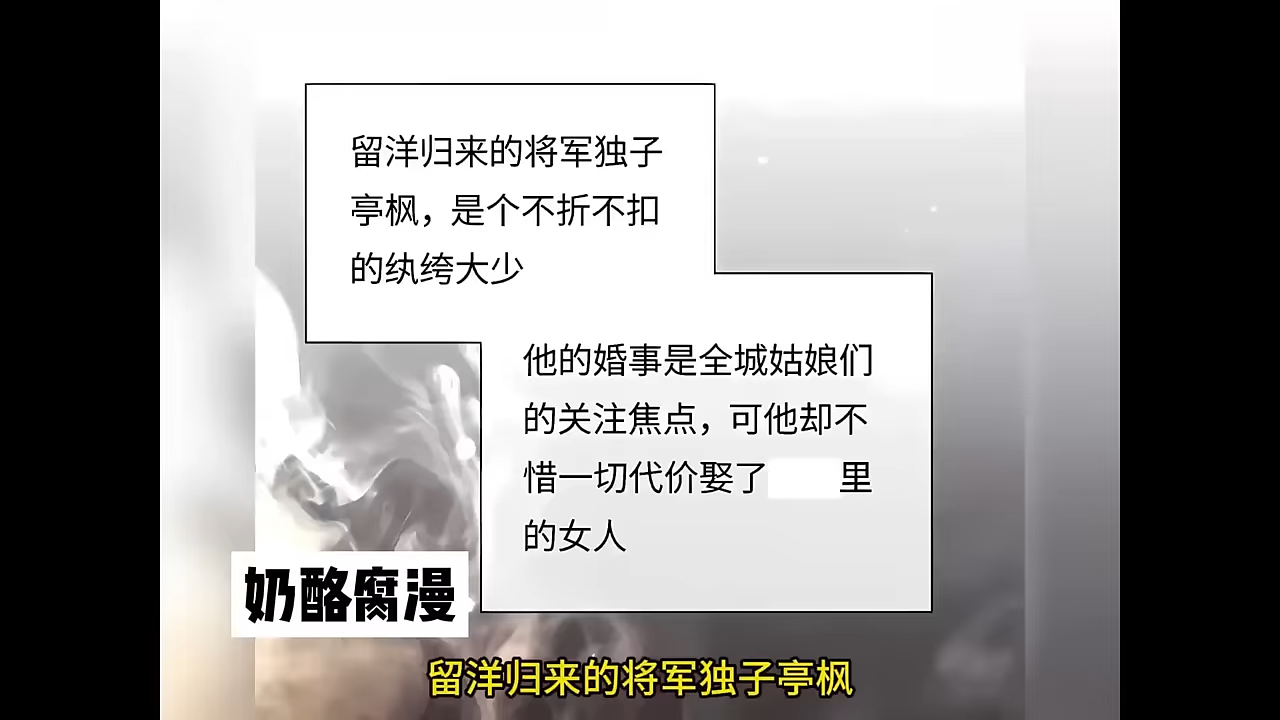 留洋归来的将军独子
亭枫，是个不折不扣
的纨绔大少
他的婚事是全城姑娘们
的关注焦点，可他却不
惜一切代价娶了 里
的女人
奶酪腐漫
留洋归来的将军独子亭枫